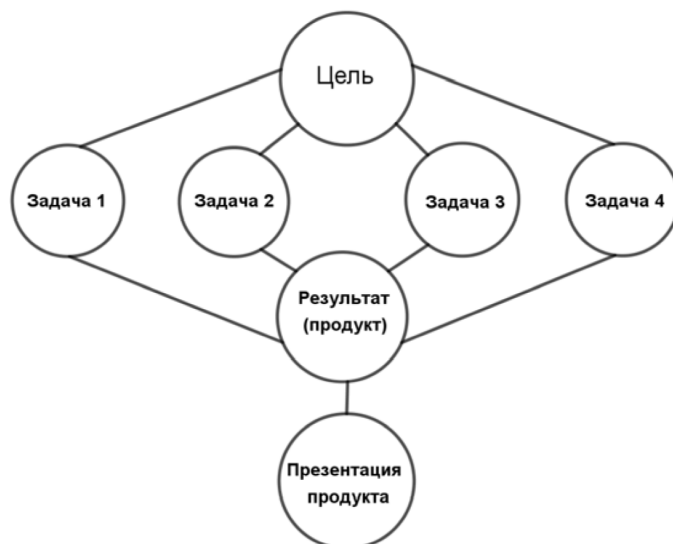 Цель
Задача 1
Задача 2
Задача 3
Задача 4
Результат
(продукт)
Презентация
продукта